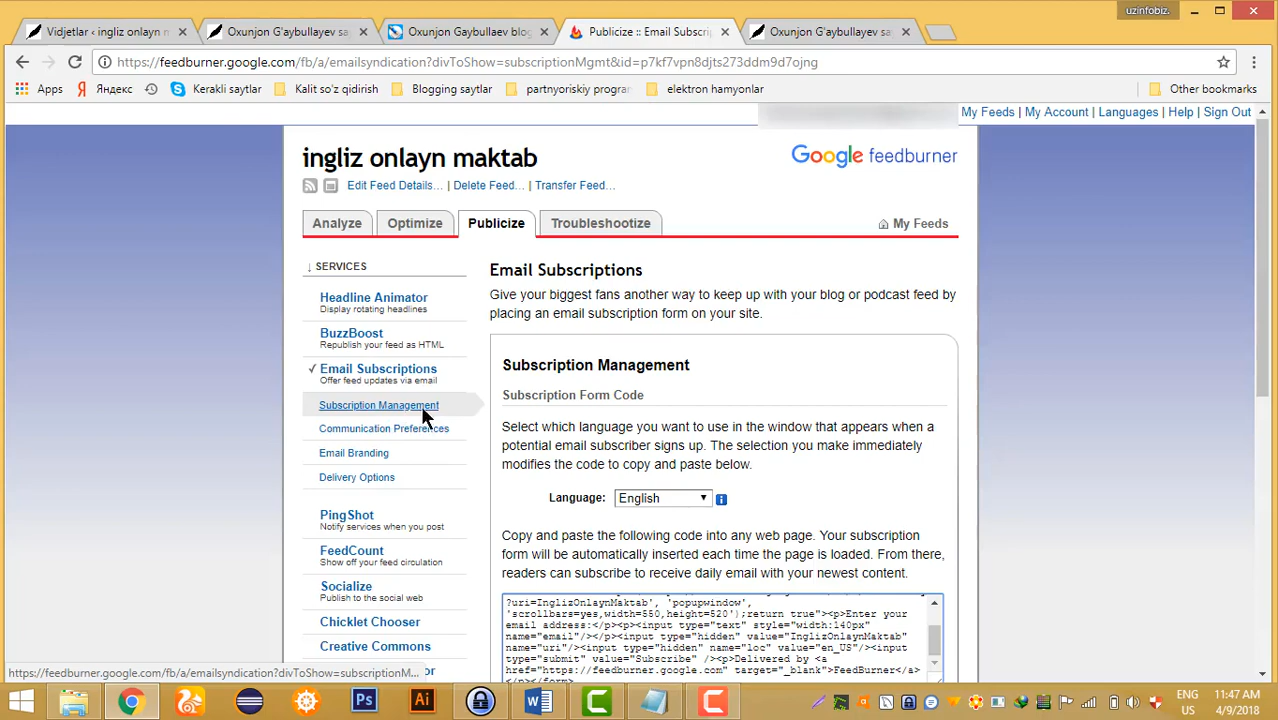 uzinfobiz.
Vidjetlar ‹ ingliz onlayn m
Oxunjon G'aybullayev say
Oxunjon Gaybullaev blog
Publicize :: Email Subscri
Oxunjon G'aybullayev say
https://feedburner.google.com/fb/a/emailsyndication?divToShow=subscriptionMgmt&id=p7kf7vpn8djts273ddm9d7ojng
Apps Яндекс Kerakli saytlar Kalit so'z qidirish Blogging saytlar partnyoriskiy progran elektron hamyonlar Other bookmarks
My Feeds | My Account | Languages | Help | Sign Out
ingliz onlayn maktab
Google feedburner
Edit Feed Details... | Delete Feed... | Transfer Feed...
Analyze Optimize Publicize Troubleshootize My Feeds
↓ SERVICES
Headline Animator
Display rotating headlines
BuzzBoost
Republish your feed as HTML
✓ Email Subscriptions
Offer feed updates via email
Subscription Management
Communication Preferences
Email Branding
Delivery Options
PingShot
Notify services when you post
FeedCount
Show off your feed circulation
Socialize
Publish to the social web
Chicklet Chooser
Creative Commons
Email Subscriptions
Give your biggest fans another way to keep up with your blog or podcast feed by
placing an email subscription form on your site.
Subscription Management
Subscription Form Code
Select which language you want to use in the window that appears when a
potential email subscriber signs up. The selection you make immediately
modifies the code to copy and paste below.
Language: English
Copy and paste the following code into any web page. Your subscription
form will be automatically inserted each time the page is loaded. From there,
readers can subscribe to receive daily email with your newest content.
?uri=InglizOnlaynMaktab', 'popupwindow',
'scrollbars=yes,width=550,height=520');return true"><p>Enter your
email address:</p><p><input type="text" style="width:140px"
name="email"/></p><input type="hidden" value="InglizOnlaynMaktab"
name="uri"/><input type="hidden" name="loc" value="en_US"/><input
type="submit" value="Subscribe" /><p>Delivered by <a
href="https://feedburner.google.com" target="_blank">FeedBurner</a>
</p></form>
https://feedburner.google.com/fb/a/emailsyndication?divToShow=subscriptionM...
Ps Ai
ENG
US
11:47 AM
4/9/2018